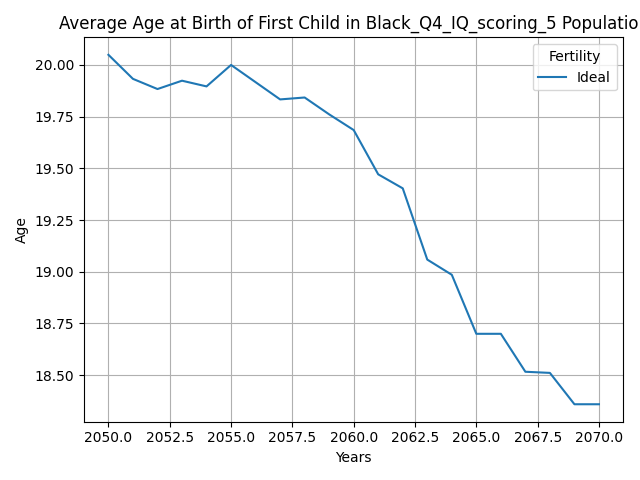 Average Age at Birth of First Child in Black_Q4_IQ_scoring_5 Populatio
Fertility
Ideal
20.00
19.75
19.50
19.25
19.00
18.75
18.50
Age
2050.0 2052.5 2055.0 2057.5 2060.0 2062.5 2065.0 2067.5 2070.0
Years